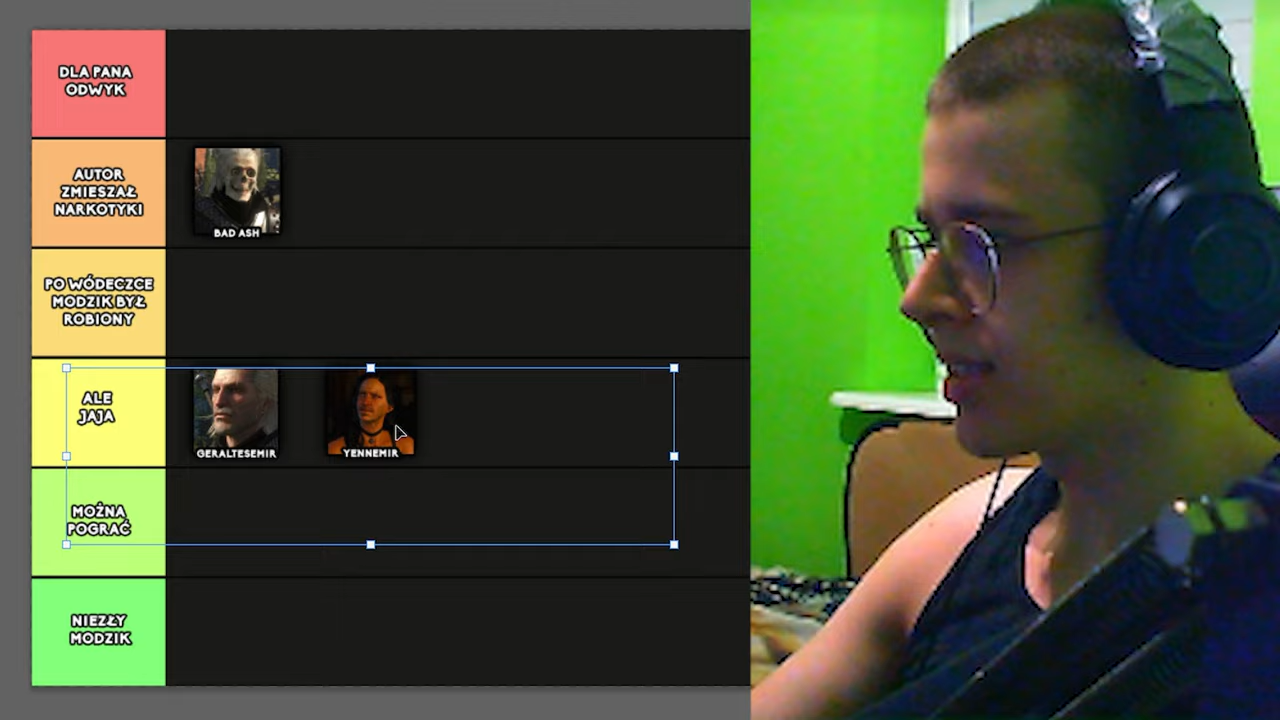 DLA PANA
ODWYK
AUTOR
ZMIESZAŁ
NARKOTYKI
BAD ASH
PO WÓDECZCE
MODZIK BYŁ
ROBIONY
ALE
JAJA
GERALTESEMIR
YENNEMIR
MOŻNA
POGRAĆ
NIEZŁY
MODZIK